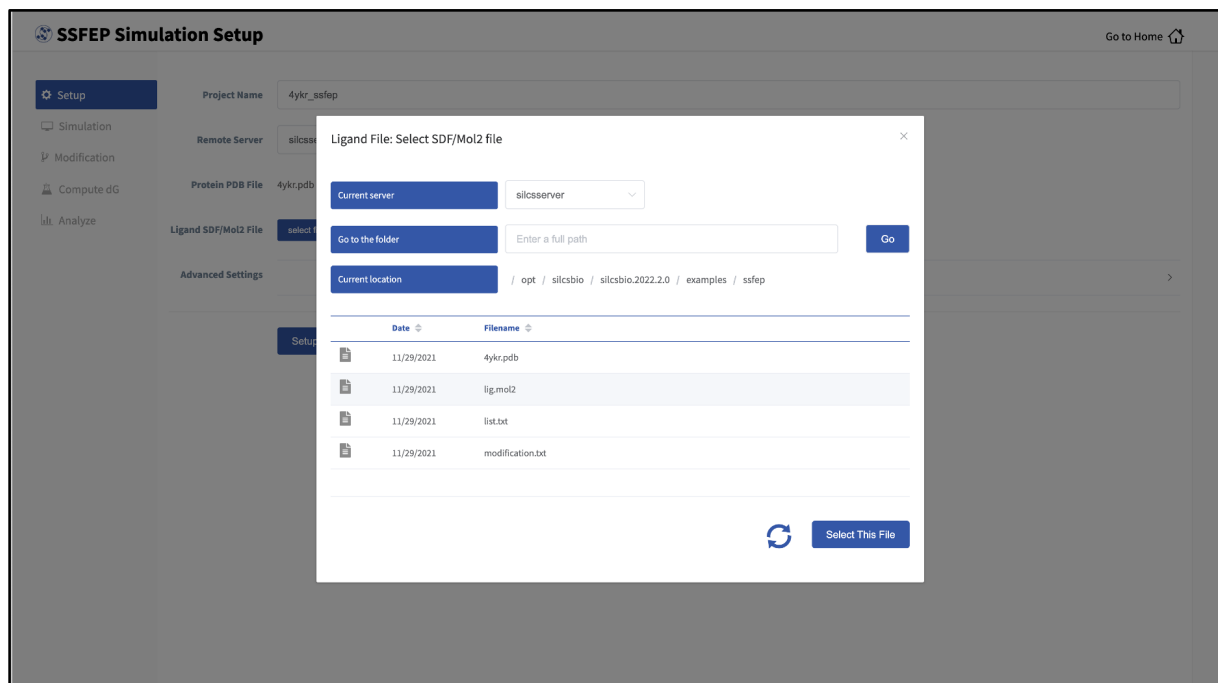 SSFEP Simulation Setup
Go to Home
Setup
Simulation
Modification
Compute dG
Analyze
Project Name 4ykr_ssfep
Remote Server
Protein PDB File 4ykr.pdb
Ligand SDF/Mol2 File select
Advanced Settings
Setup
Ligand File: Select SDF/Mol2 file
Current server silcsserver
Go to the folder Enter a full path Go
Current location / opt / silcsbio / silcsbio.2022.2.0 / examples / ssfep
Date Filename
11/29/2021 4ykr.pdb
11/29/2021 lig.mol2
11/29/2021 list.txt
11/29/2021 modification.txt
Select This File